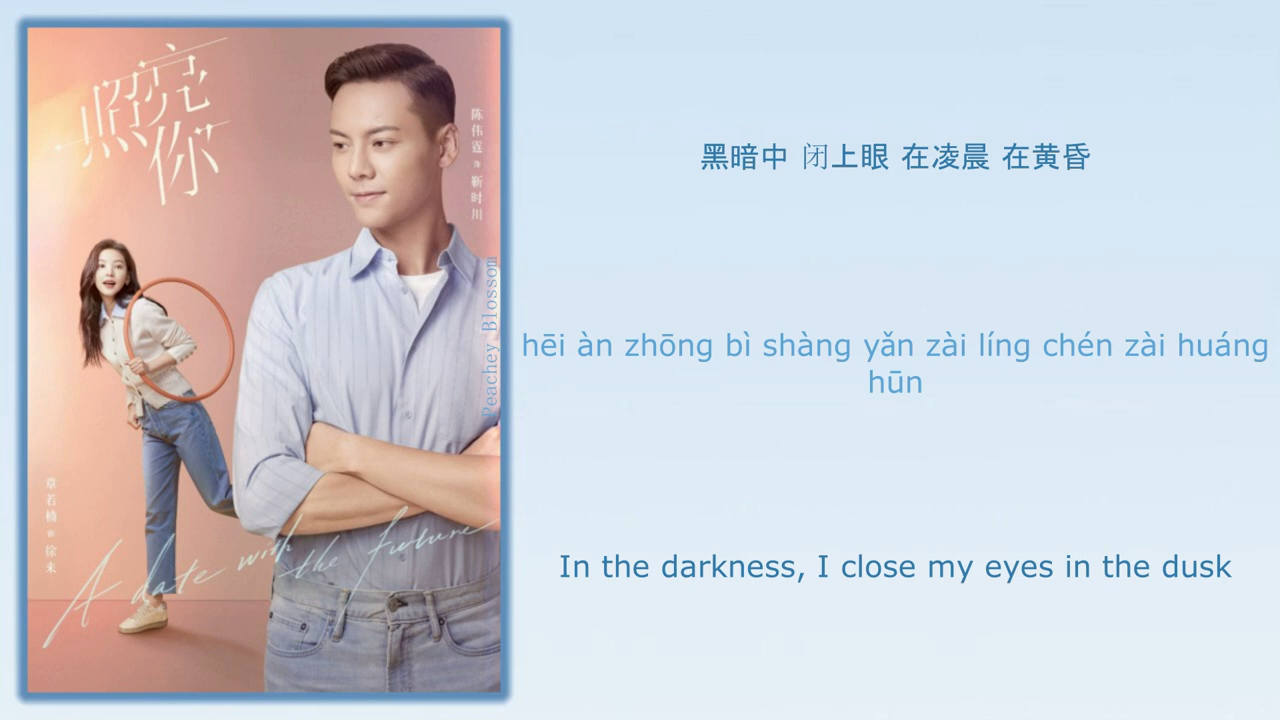 照亮你
陈伟霆 饰 靳时川
章若楠 饰 徐来
A date with the future
Peachey Blossom
黑暗中 闭上眼 在凌晨 在黄昏
hēi àn zhōng bì shàng yǎn zài líng chén zài huáng
hūn
In the darkness, I close my eyes in the dusk